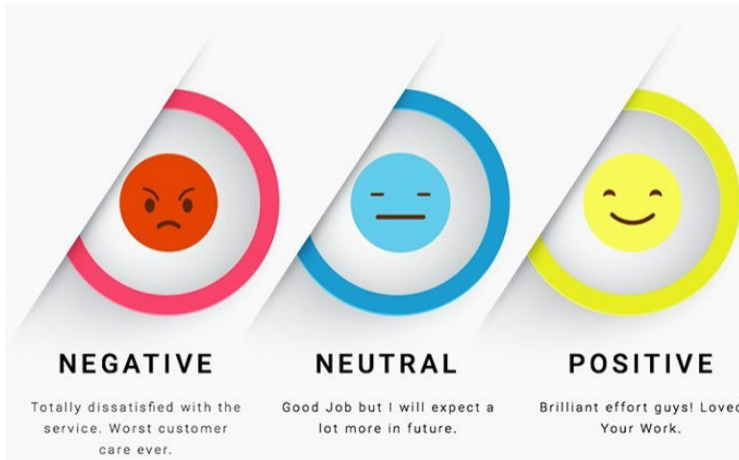 NEGATIVE
Totally dissatisfied with the
service. Worst customer
care ever.
NEUTRAL
Good Job but I will expect a
lot more in future.
POSITIVE
Brilliant effort guys! Loved
Your Work.